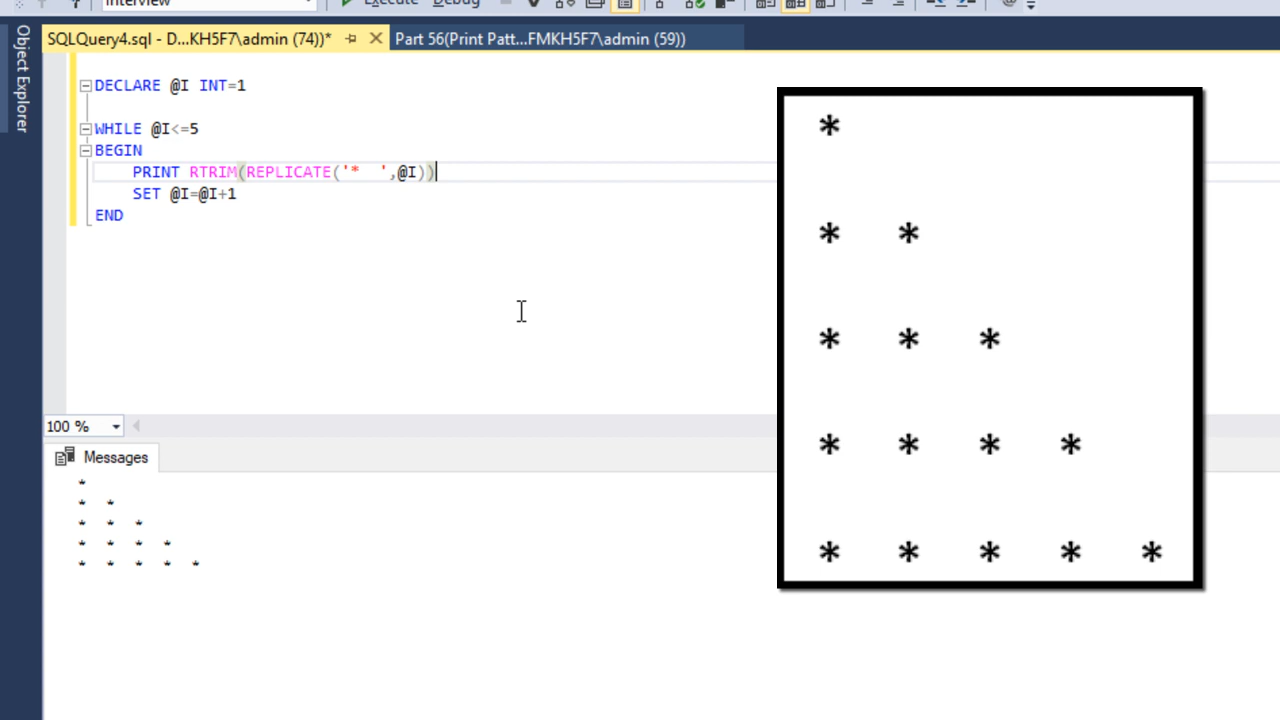 Interview
Execute
Debug
Object Explorer
SQLQuery4.sql - D...KH5F7\admin (74))*
Part 56(Print Patt...FMKH5F7\admin (59))
DECLARE @I INT=1
WHILE @I<=5
BEGIN
PRINT RTRIM(REPLICATE('*  ',@I))
SET @I=@I+1
END
100 %
Messages
*
*  *
*  *  *
*  *  *  *
*  *  *  *  *
*
* *
* * *
* * * *
* * * * *